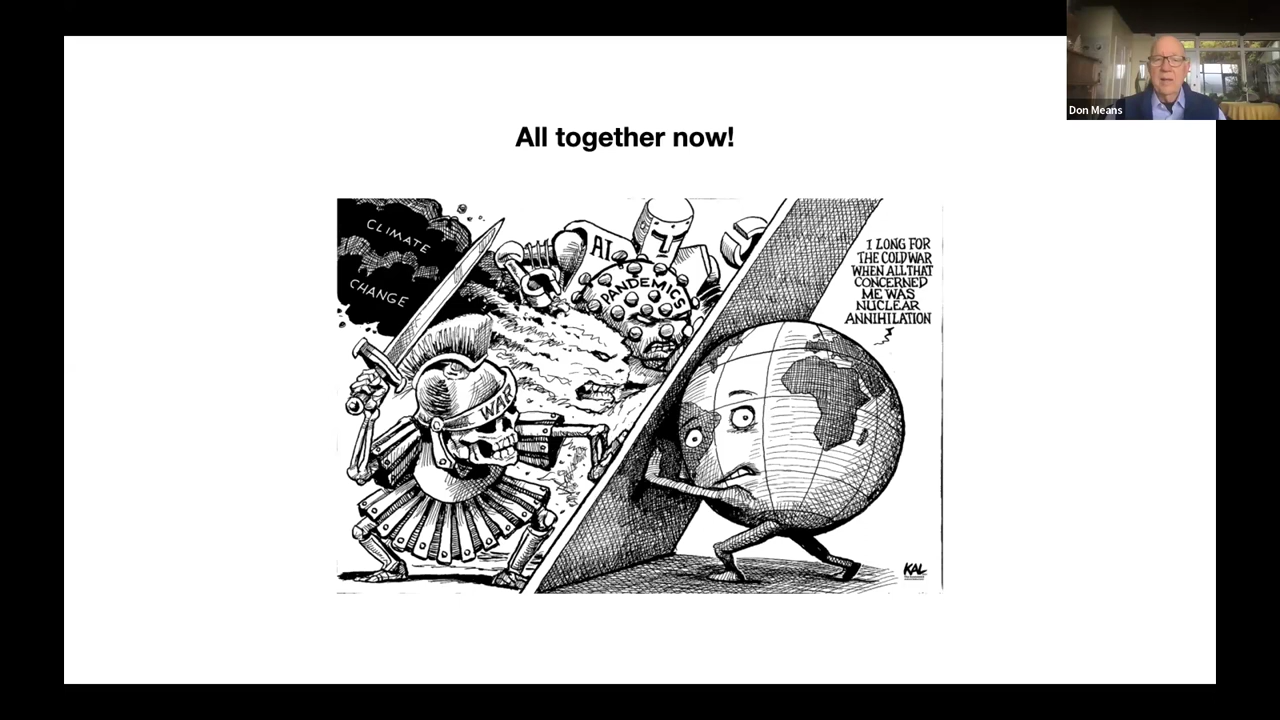 Don Means
All together now!
CLIMATE
CHANGE
AI
PANDEMICS
WAR
I LONG FOR
THE COLD WAR
WHEN ALL THAT
CONCERNED
ME WAS
NUCLEAR
ANNIHILATION
KAL